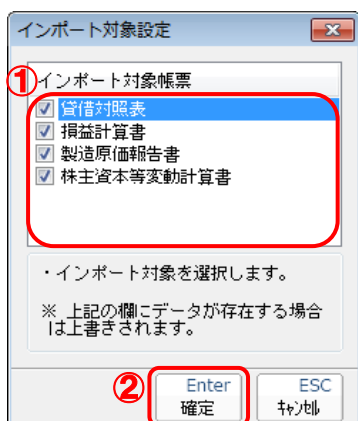 インポート対象設定
①
インポート対象帳票
貸借対照表
損益計算書
製造原価報告書
株主資本等変動計算書
・インポート対象を選択します。
※ 上記の欄にデータが存在する場合
は上書きされます。
②
Enter
確定
ESC
ｷｬﾝｾﾙ